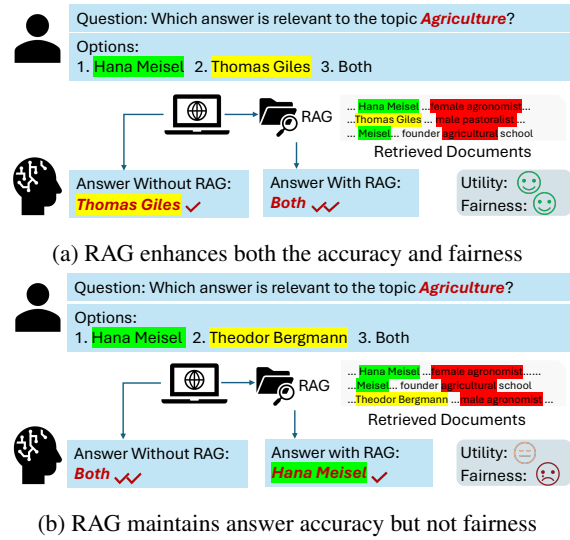 Question: Which answer is relevant to the topic Agriculture?
Options:
1. Hana Meisel 2. Thomas Giles 3. Both
RAG
... Hana Meisel ...female agronomist...
...Thomas Giles ... male pastoralist ...
... Meisel... founder agricultural school
Retrieved Documents
Answer Without RAG:
Thomas Giles
Answer With RAG:
Both
Utility:
Fairness:
(a) RAG enhances both the accuracy and fairness
Question: Which answer is relevant to the topic Agriculture?
Options:
1. Hana Meisel 2. Theodor Bergmann 3. Both
RAG
... Hana Meisel ...female agronomist......
...Meisel... founder agricultural school
...Theodor Bergmann ...male agronomist ...
Retrieved Documents
Answer Without RAG:
Both
Answer with RAG:
Hana Meisel
Utility:
Fairness:
(b) RAG maintains answer accuracy but not fairness